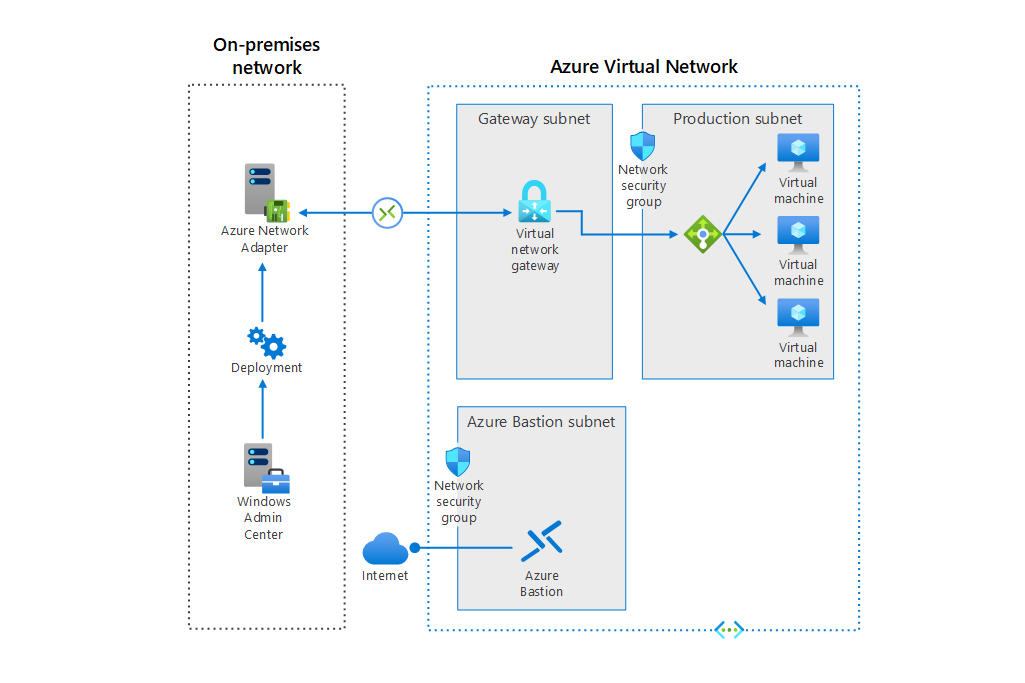 On-premises
network
Azure Virtual Network
Gateway subnet
Production subnet
Network
security
group
Virtual
machine
Azure Network
Adapter
Virtual
network
gateway
Virtual
machine
Virtual
machine
Deployment
Azure Bastion subnet
Network
security
group
Windows
Admin
Center
Internet
Azure
Bastion